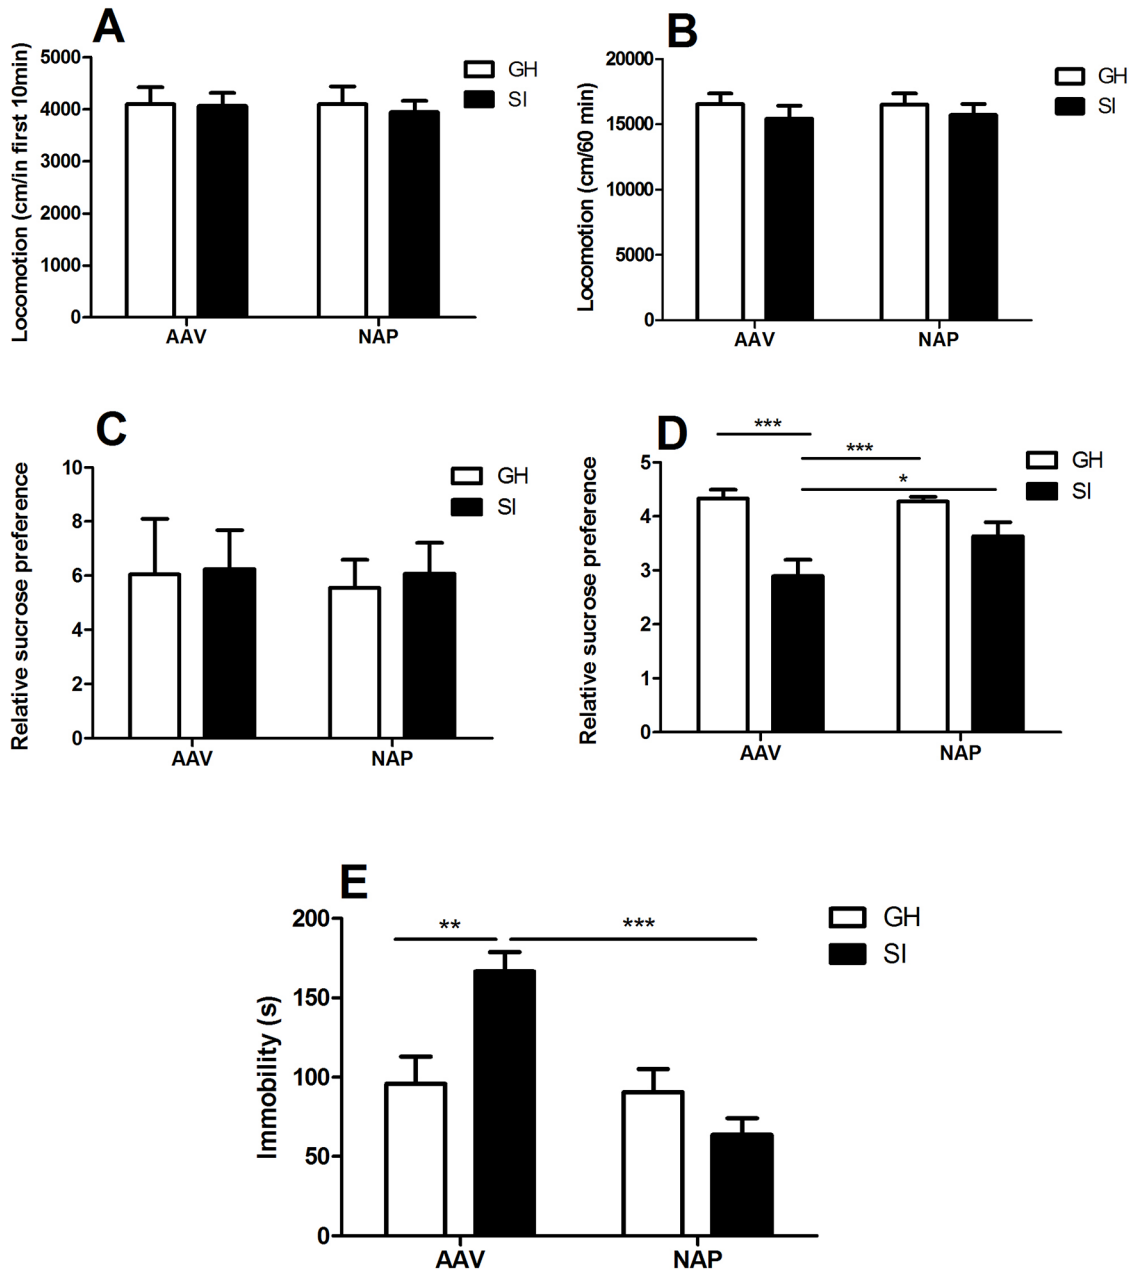 A
Locomotion (cm/in first 10min)
5000
4000
3000
2000
1000
0
AAV
NAP
GH
SI
B
Locomotion (cm/60 min)
20000
15000
10000
5000
0
AAV
NAP
GH
SI
C
Relative sucrose preference
10
8
6
4
2
0
AAV
NAP
GH
SI
D
Relative sucrose preference
5
4
3
2
1
0
***
***
*
AAV
NAP
GH
SI
E
Immobility (s)
200
150
100
50
0
**
***
AAV
NAP
GH
SI